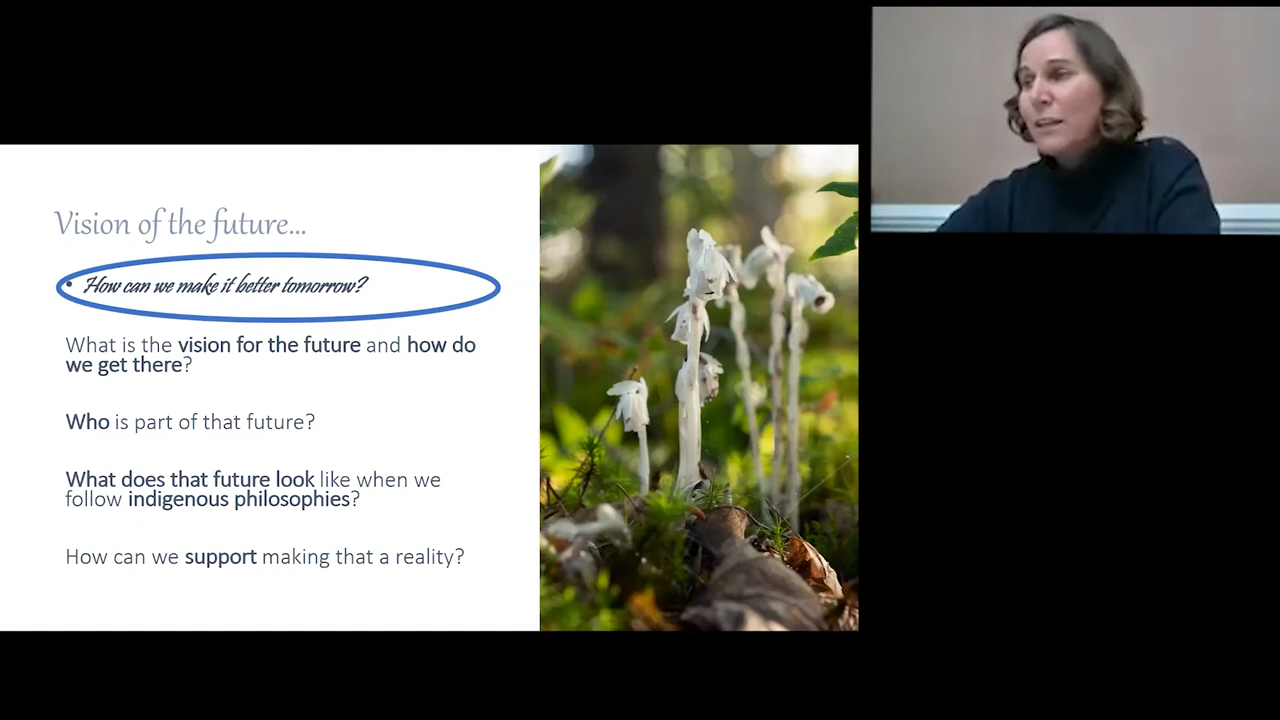 Vision of the future...
• How can we make it better tomorrow?
What is the vision for the future and how do
we get there?
Who is part of that future?
What does that future look like when we
follow indigenous philosophies?
How can we support making that a reality?